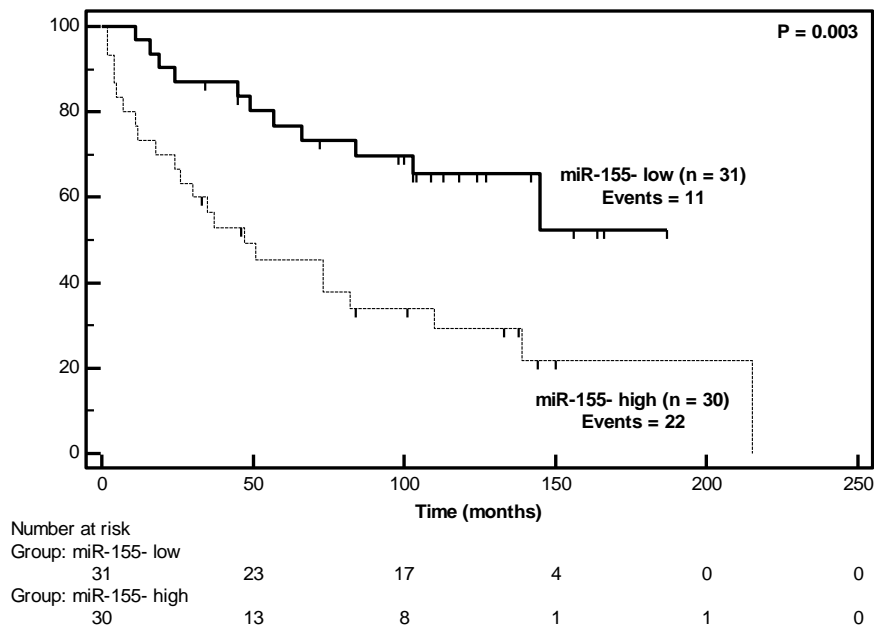 100
80
60
40
20
0
P = 0.003
miR-155- low (n = 31)
Events = 11
miR-155- high (n = 30)
Events = 22
0 50 100 150 200 250
Time (months)
Number at risk
Group: miR-155- low
31 23 17 4 0 0
Group: miR-155- high
30 13 8 1 1 0